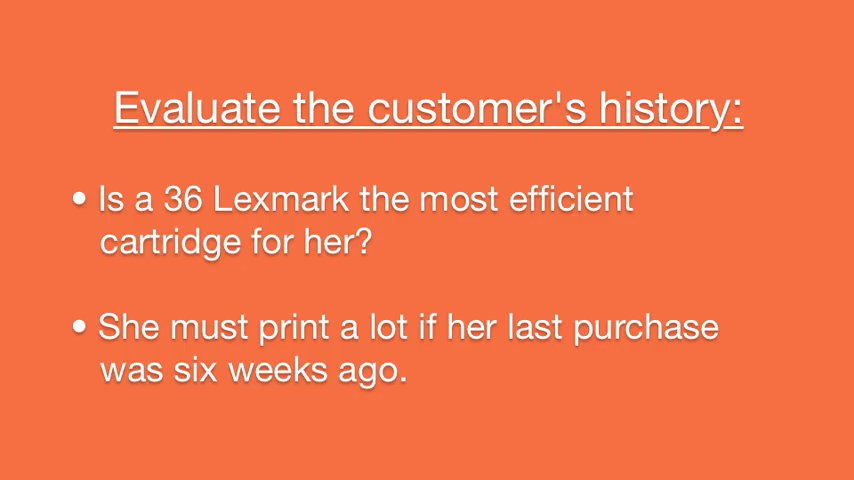 Evaluate the customer's history:
• Is a 36 Lexmark the most efficient
cartridge for her?
• She must print a lot if her last purchase
was six weeks ago.